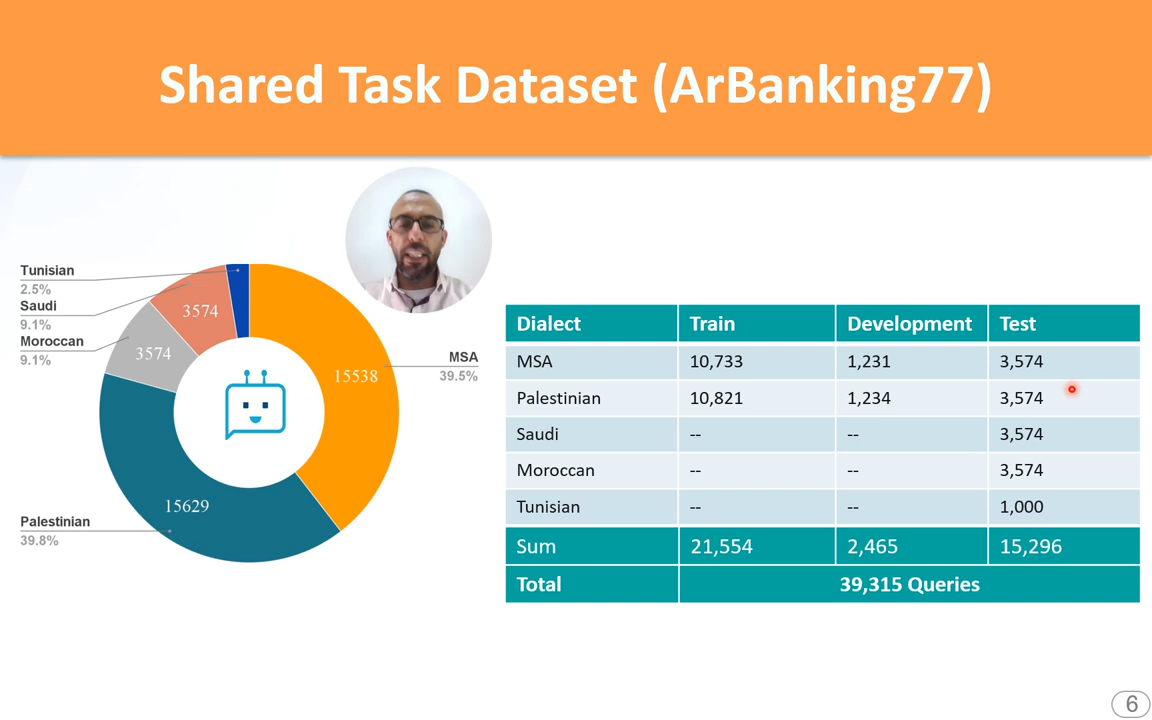 Shared Task Dataset (ArBanking77)
Tunisian
2.5%
Saudi
9.1%
Moroccan
9.1%
3574
3574
15538
MSA
39.5%
15629
Palestinian
39.8%
Dialect Train Development Test
MSA 10,733 1,231 3,574
Palestinian 10,821 1,234 3,574
Saudi -- -- 3,574
Moroccan -- -- 3,574
Tunisian -- -- 1,000
Sum 21,554 2,465 15,296
Total 39,315 Queries
6